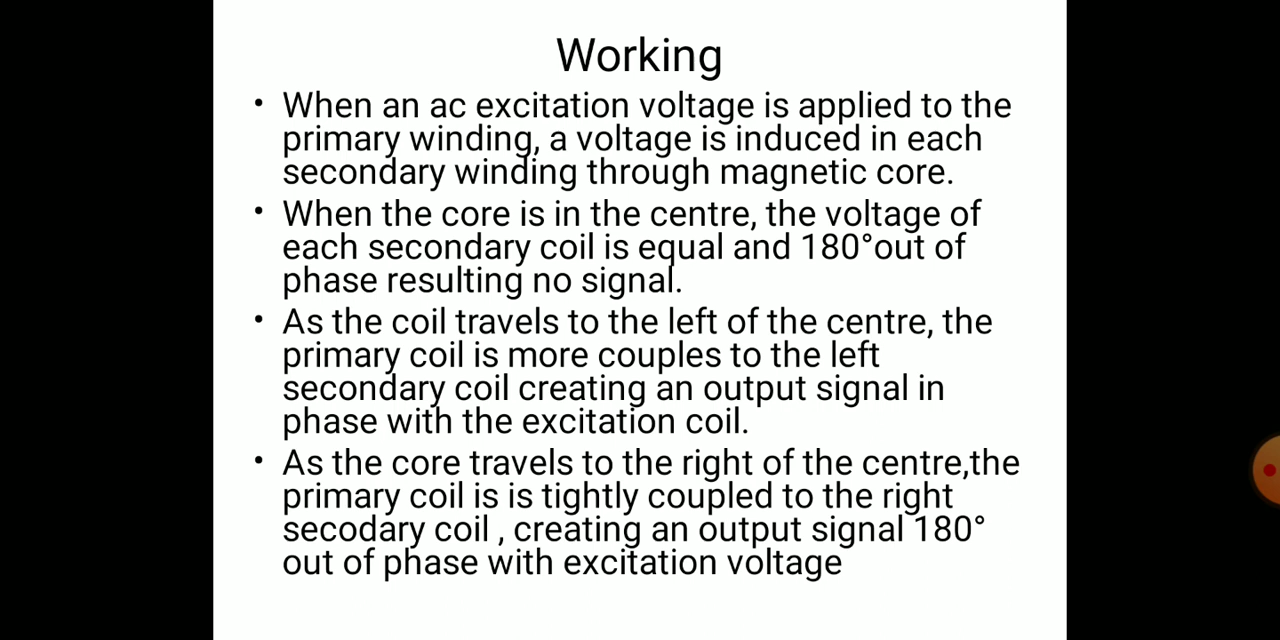 Working
• When an ac excitation voltage is applied to the
primary winding, a voltage is induced in each
secondary winding through magnetic core.
• When the core is in the centre, the voltage of
each secondary coil is equal and 180°out of
phase resulting no signal.
• As the coil travels to the left of the centre, the
primary coil is more couples to the left
secondary coil creating an output signal in
phase with the excitation coil.
• As the core travels to the right of the centre,the
primary coil is is tightly coupled to the right
secodary coil , creating an output signal 180°
out of phase with excitation voltage